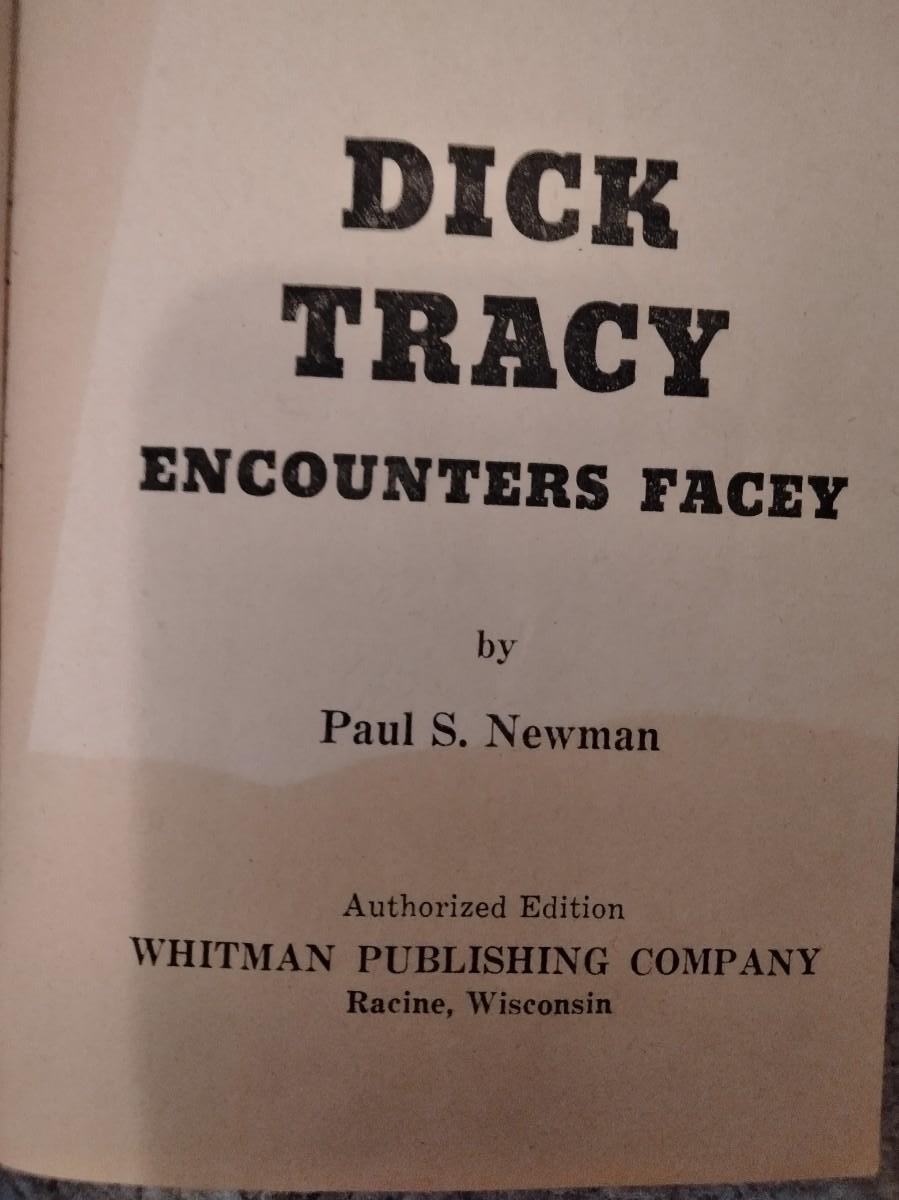 DICK
TRACY
ENCOUNTERS FACEY
by
Paul S. Newman
Authorized Edition
WHITMAN PUBLISHING COMPANY
Racine, Wisconsin